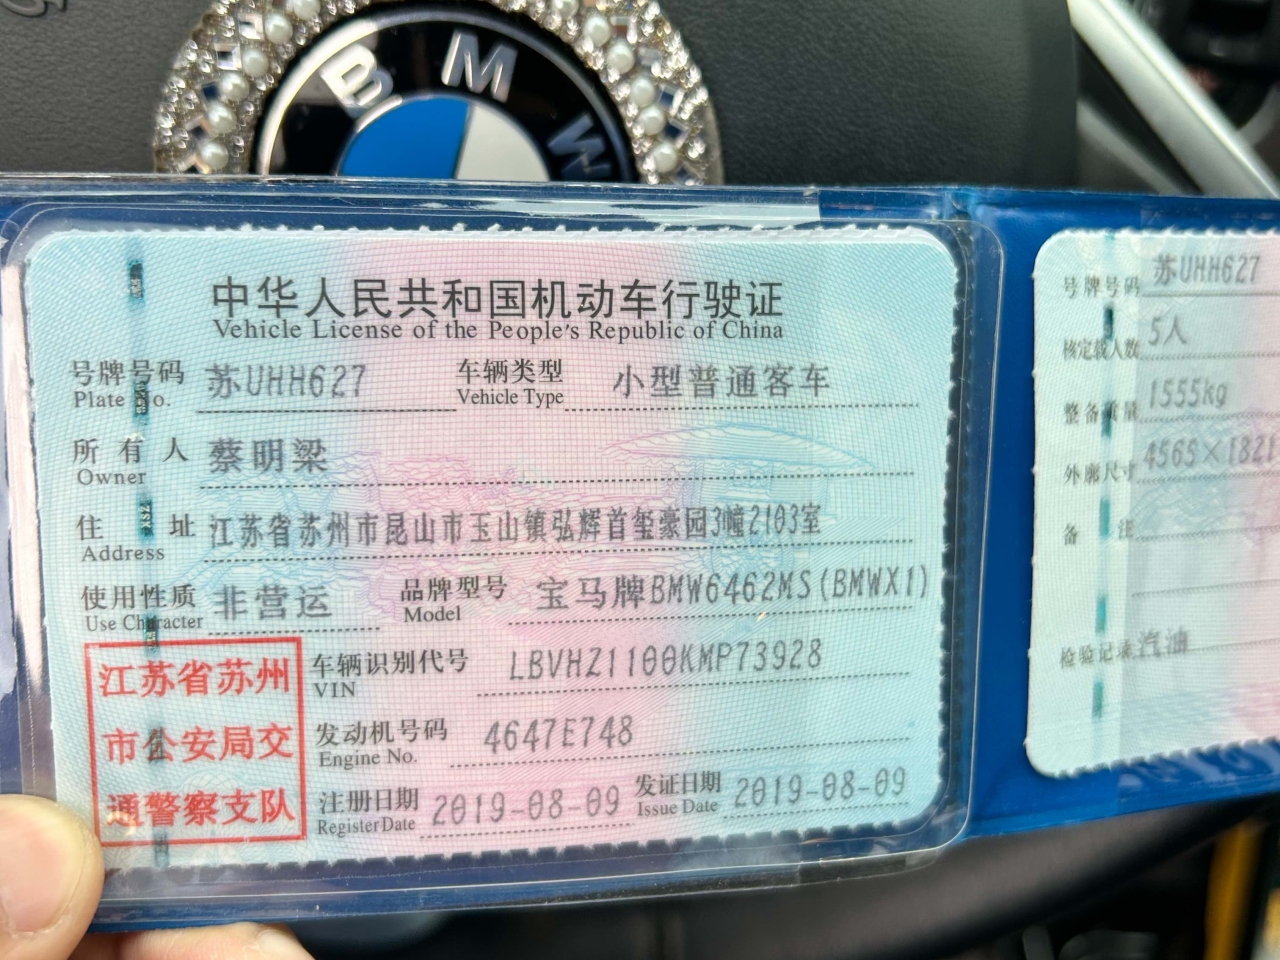 BMW
中华人民共和国机动车行驶证
Vehicle License of the People's Republic of China
号牌号码 Plate No. 苏UHH627 车辆类型 Vehicle Type 小型普通客车
所有人 Owner 蔡明梁
住址 Address 江苏省苏州市昆山市玉山镇弘辉首玺豪园3幢2103室
使用性质 Use Character 非营运 品牌型号 Model 宝马牌BMW6462MS(BMWX1)
车辆识别代号 VIN LBVHZ1100KMP73928
发动机号码 Engine No. 4647E748
注册日期 Register Date 2019-08-09 发证日期 Issue Date 2019-08-09
江苏省苏州
市公安局交
通警察支队
号牌号码 苏UHH627
核定载人数 5人
整备质量 1555kg
外廓尺寸 4565×1821
备注
检验记录 汽油